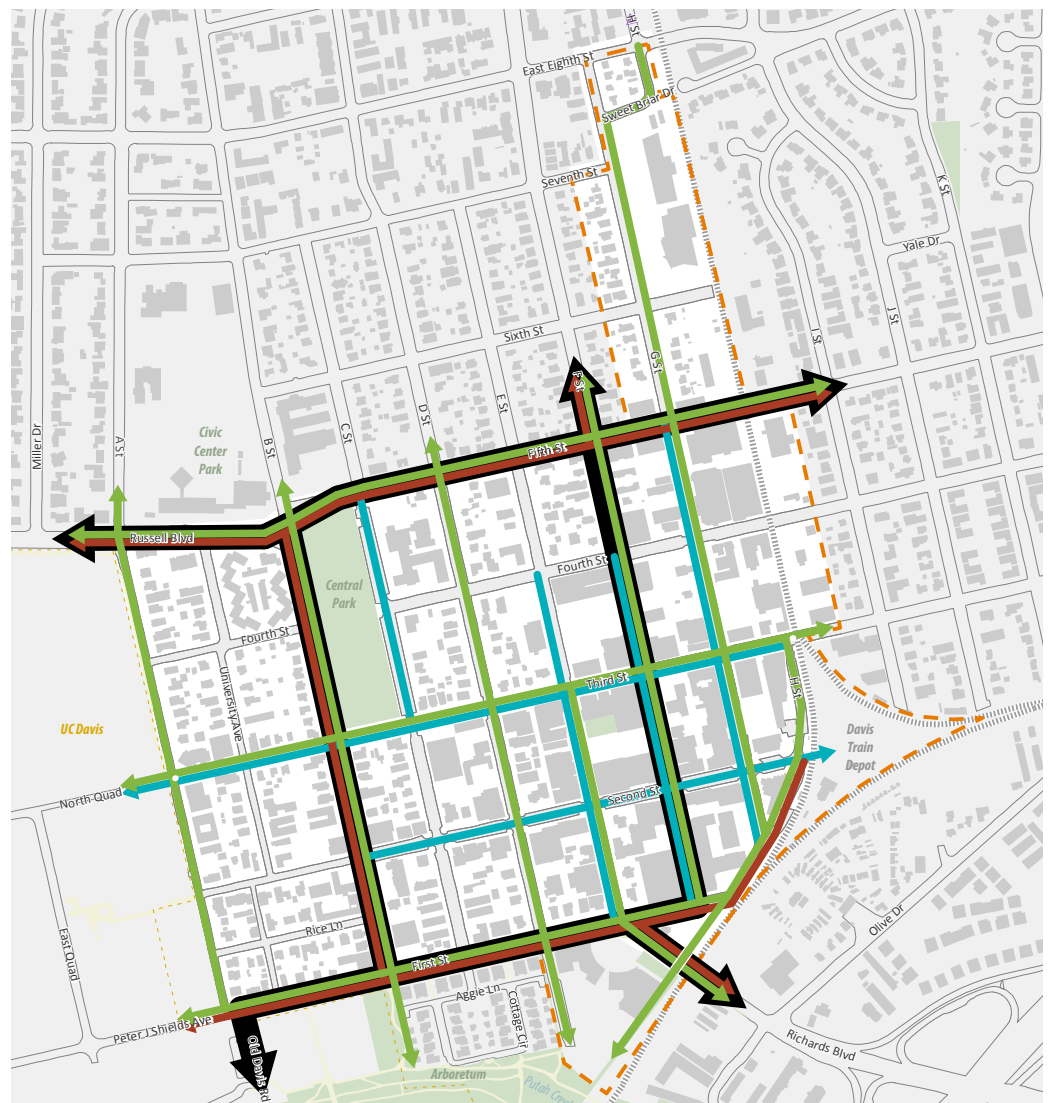 H St
East Eighth St
Sweet Briar Dr
Seventh St
K St
Yale Dr
Sixth St
I St
J St
G St
F St
E St
D St
C St
B St
A St
Miller Dr
Civic
Center
Park
Fifth St
Russell Blvd
Fourth St
Central
Park
Fourth St
University Ave
Third St
H St
UC Davis
Davis
Train
Depot
North Quad
Second St
East Quad
Rice Ln
First St
Olive Dr
Aggie Ln
Cottage Cir
Peter J Shields Ave
Old Davis Rd
Richards Blvd
Arboretum
Putah Creek